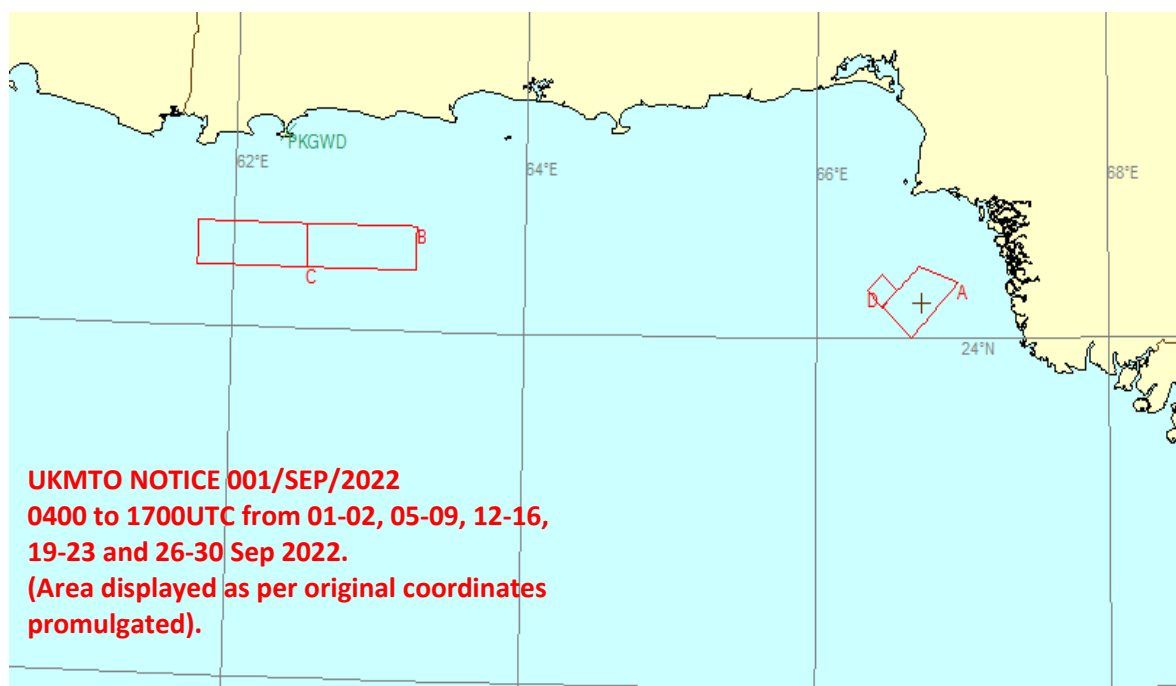 PKGWD
62°E
64°E
66°E
68°E
B
C
D
A
24°N
UKMTO NOTICE 001/SEP/2022
0400 to 1700UTC from 01-02, 05-09, 12-16,
19-23 and 26-30 Sep 2022.
(Area displayed as per original coordinates
promulgated).